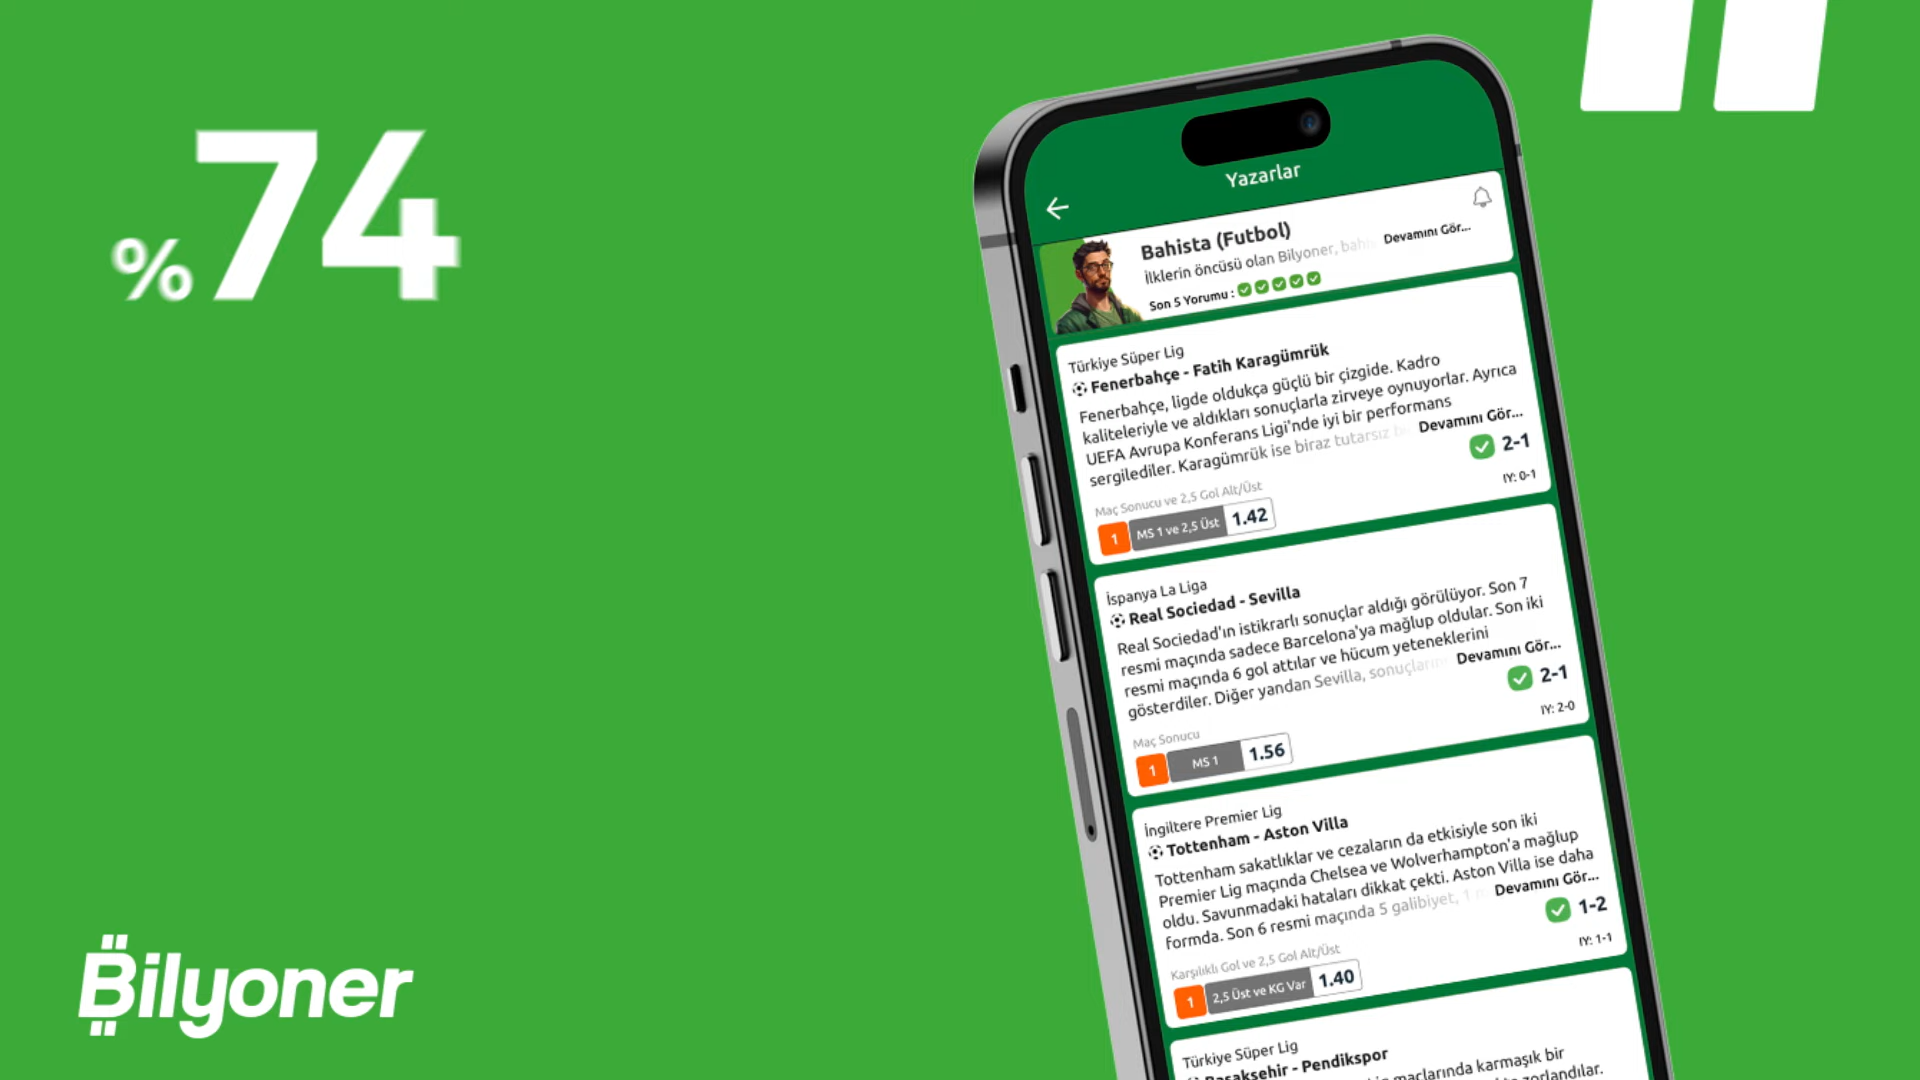 %74
Bilyoner
Yazarlar
Bahista (Futbol)
İlklerin öncüsü olan Bilyoner, bahis Devamını Gör...
Son 5 Yorumu :
Türkiye Süper Lig
Fenerbahçe - Fatih Karagümrük
Fenerbahçe, ligde oldukça güçlü bir çizgide. Kadro
kaliteleriyle ve aldıkları sonuçlarla zirveye oynuyorlar. Ayrıca
UEFA Avrupa Konferans Ligi'nde iyi bir performans
sergilediler. Karagümrük ise biraz tutarsız Devamını Gör...
2-1
IY: 0-1
Maç Sonucu ve 2,5 Gol Alt/Üst
1 MS 1 ve 2,5 Üst 1.42
İspanya La Liga
Real Sociedad - Sevilla
Real Sociedad'ın istikrarlı sonuçlar aldığı görülüyor. Son 7
resmi maçında sadece Barcelona'ya mağlup oldular. Son iki
resmi maçında 6 gol attılar ve hücum yeteneklerini
gösterdiler. Diğer yandan Sevilla, Devamını Gör...
2-1
IY: 2-0
Maç Sonucu
1 MS 1 1.56
İngiltere Premier Lig
Tottenham - Aston Villa
Tottenham sakatlıklar ve cezaların da etkisiyle son iki
Premier Lig maçında Chelsea ve Wolverhampton'a mağlup
oldu. Savunmadaki hataları dikkat çekti. Aston Villa ise daha
formda. Son 6 resmi maçında 5 galibiyet, 1 Devamını Gör...
1-2
IY: 1-1
Karşılıklı Gol ve 2,5 Gol Alt/Üst
1 2,5 Üst ve KG Var 1.40
Türkiye Süper Lig
Başakşehir - Pendikspor
maçlarında karmaşık bir
zorlandılar.